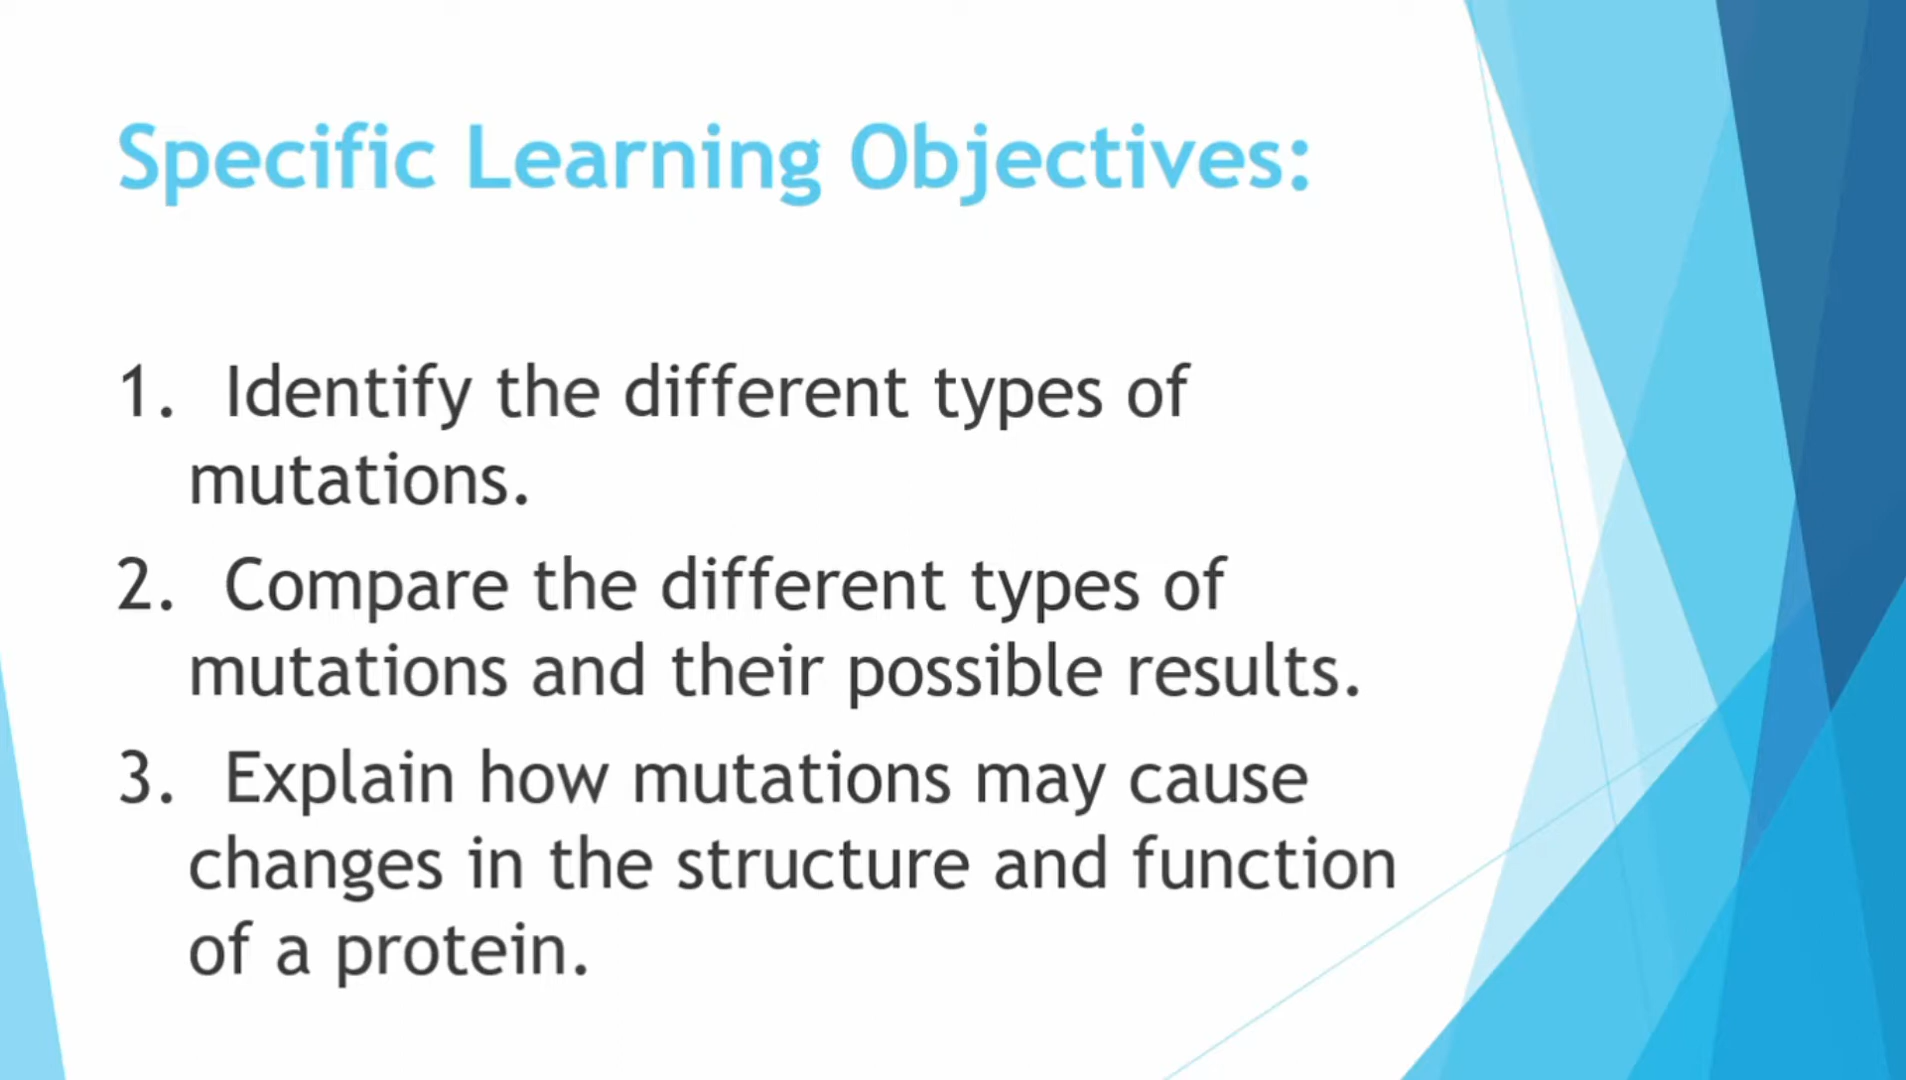 Specific Learning Objectives:
1. Identify the different types of
mutations.
2. Compare the different types of
mutations and their possible results.
3. Explain how mutations may cause
changes in the structure and function
of a protein.